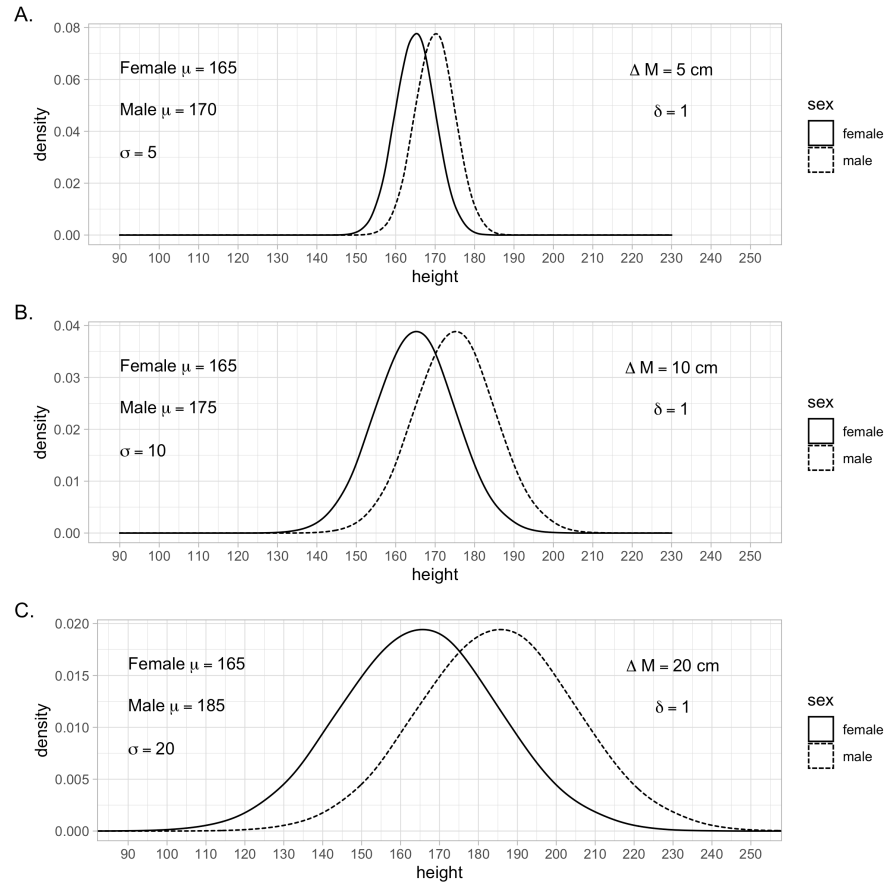 A.
0.08
0.06
0.04
0.02
0.00
density
Female μ = 165
Male μ = 170
σ = 5
Δ M = 5 cm
δ = 1
90 100 110 120 130 140 150 160 170 180 190 200 210 220 230 240 250
height
sex
female
male
B.
0.04
0.03
0.02
0.01
0.00
density
Female μ = 165
Male μ = 175
σ = 10
Δ M = 10 cm
δ = 1
90 100 110 120 130 140 150 160 170 180 190 200 210 220 230 240 250
height
sex
female
male
C.
0.020
0.015
0.010
0.005
0.000
density
Female μ = 165
Male μ = 185
σ = 20
Δ M = 20 cm
δ = 1
90 100 110 120 130 140 150 160 170 180 190 200 210 220 230 240 250
height
sex
female
male